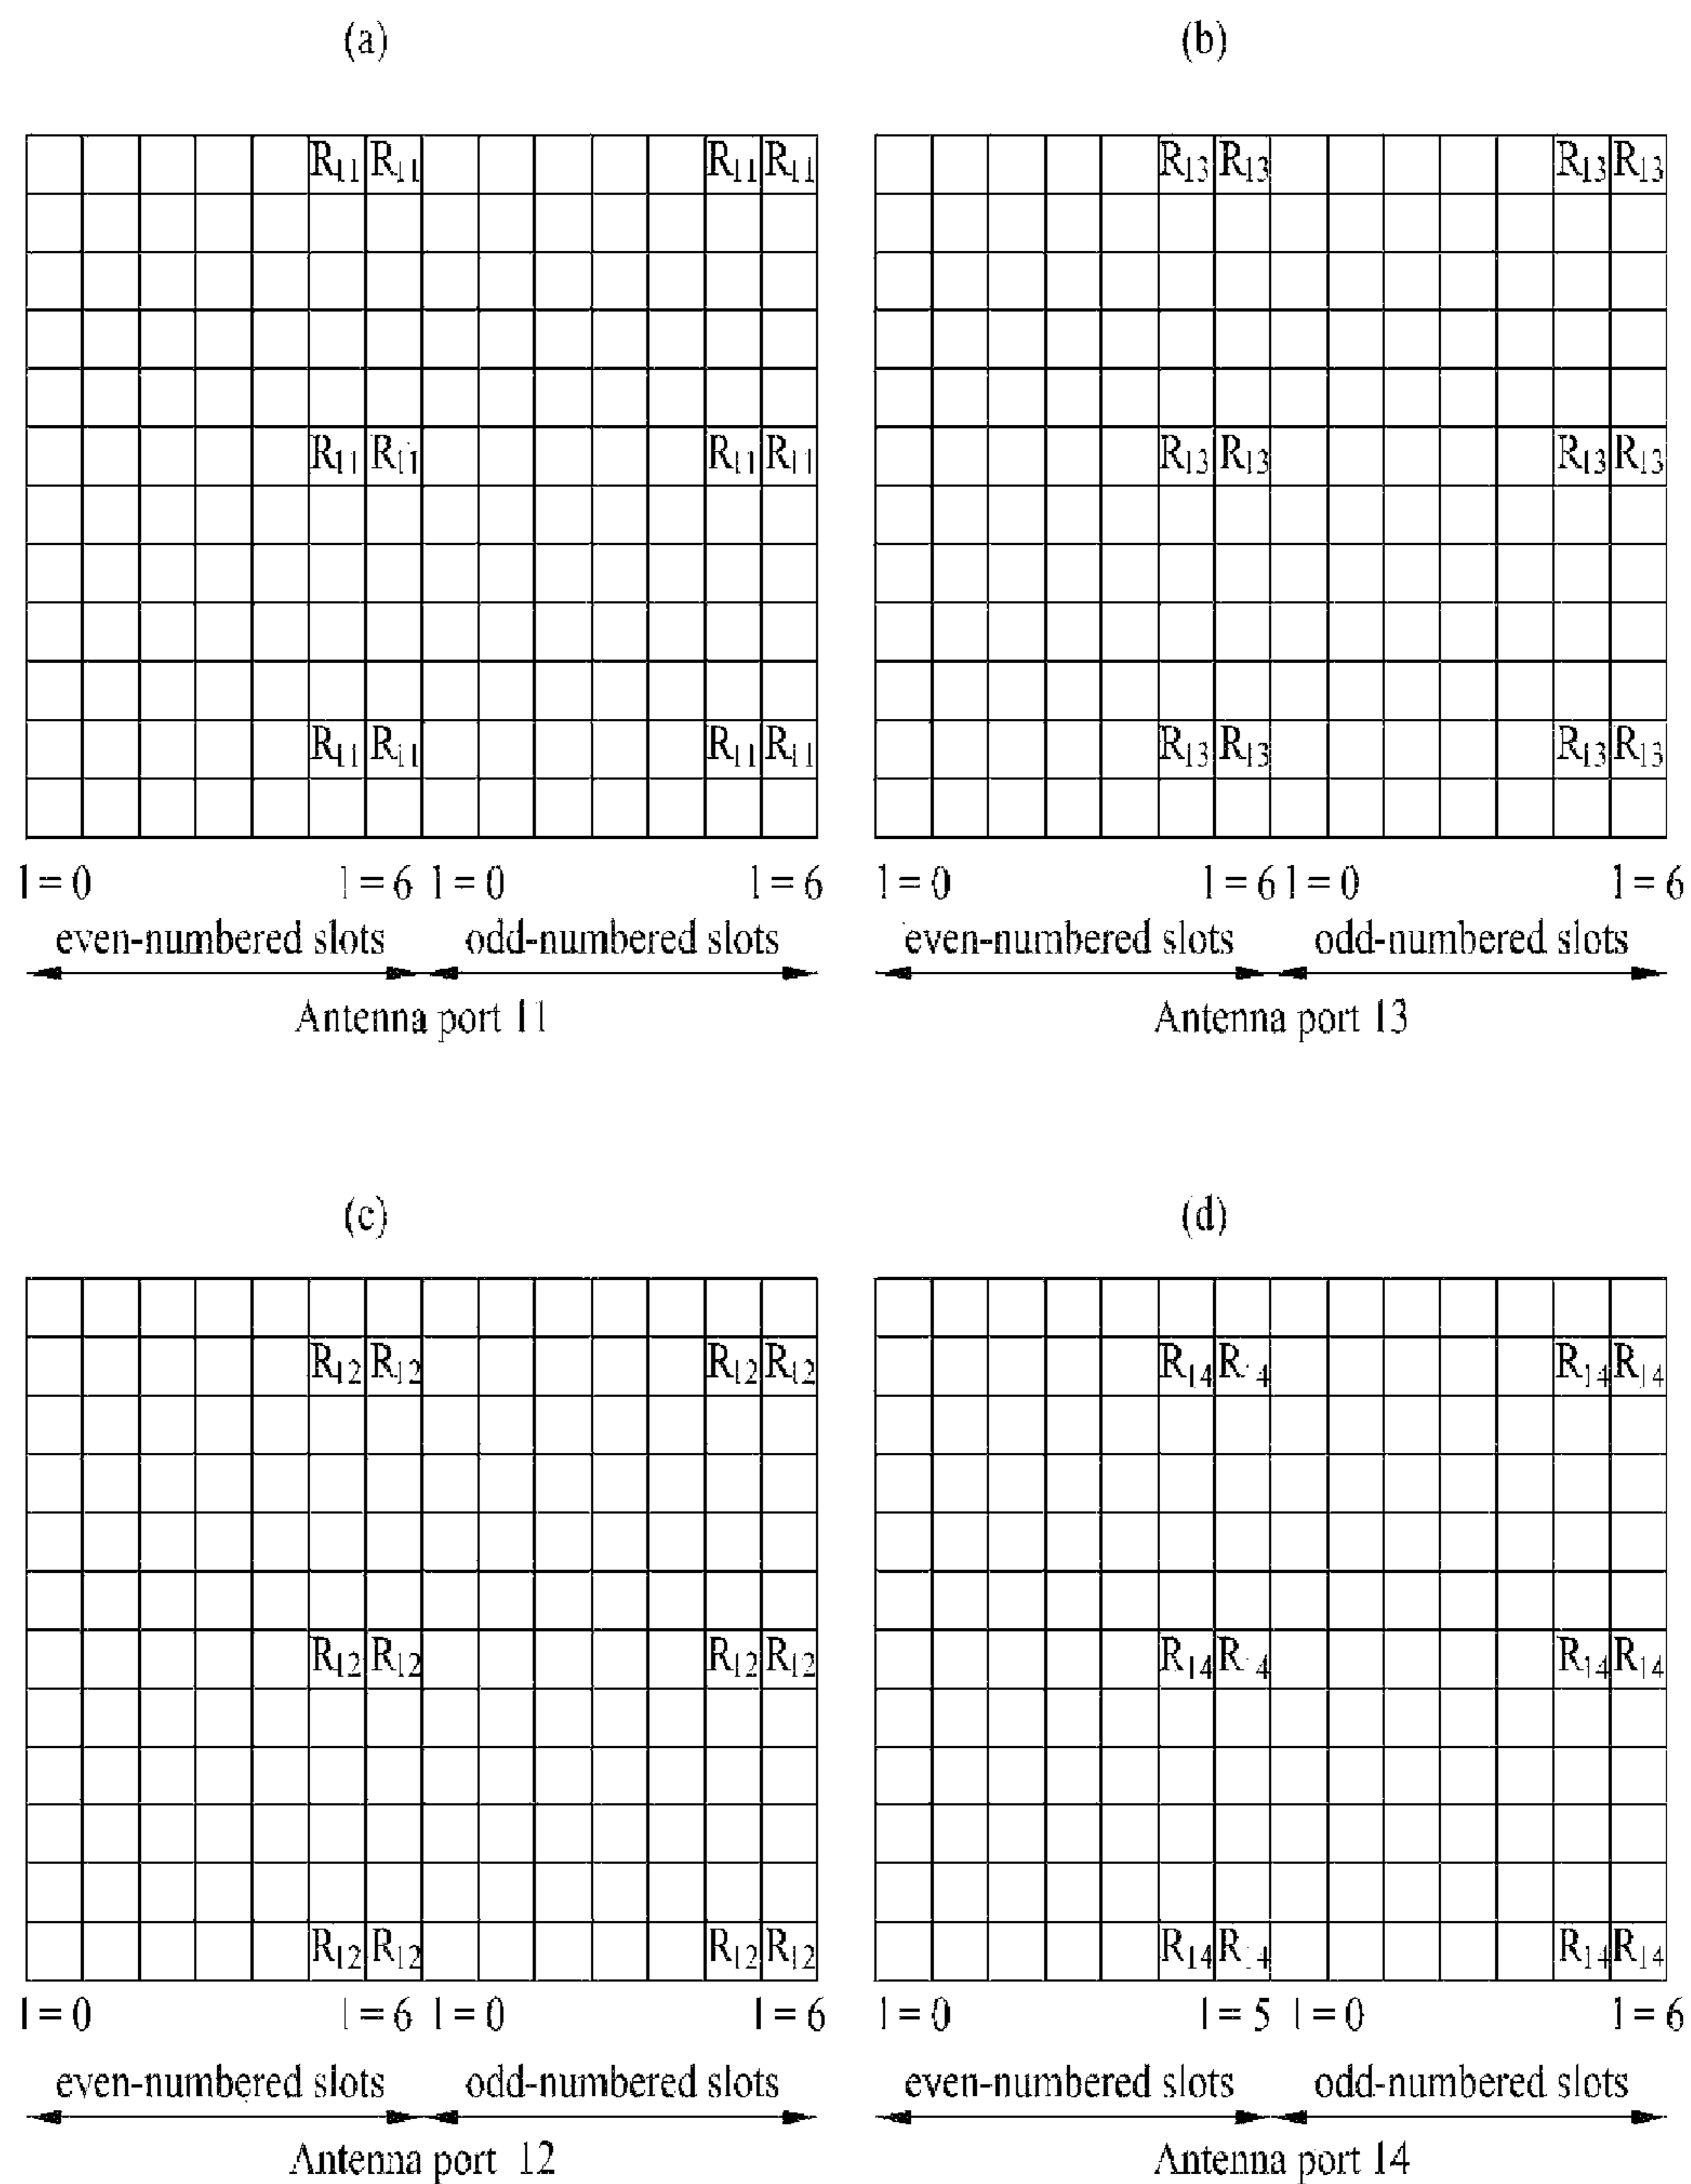 (a) (b)
R11 R11 R11 R11 R13 R13 R13 R13
R11 R11 R11 R11 R13 R13 R13 R13
R11 R11 R11 R11 R13 R13 R13 R13
l = 0 l = 6 l = 0 l = 6 l = 0 l = 6 l = 0 l = 6
even-numbered slots odd-numbered slots even-numbered slots odd-numbered slots
Antenna port 11 Antenna port 13
(c) (d)
R12 R12 R12 R12 R14 R14 R14 R14
R12 R12 R12 R12 R14 R14 R14 R14
R12 R12 R12 R12 R14 R14 R14 R14
l = 0 l = 6 l = 0 l = 6 l = 0 l = 5 l = 0 l = 6
even-numbered slots odd-numbered slots even-numbered slots odd-numbered slots
Antenna port 12 Antenna port 14